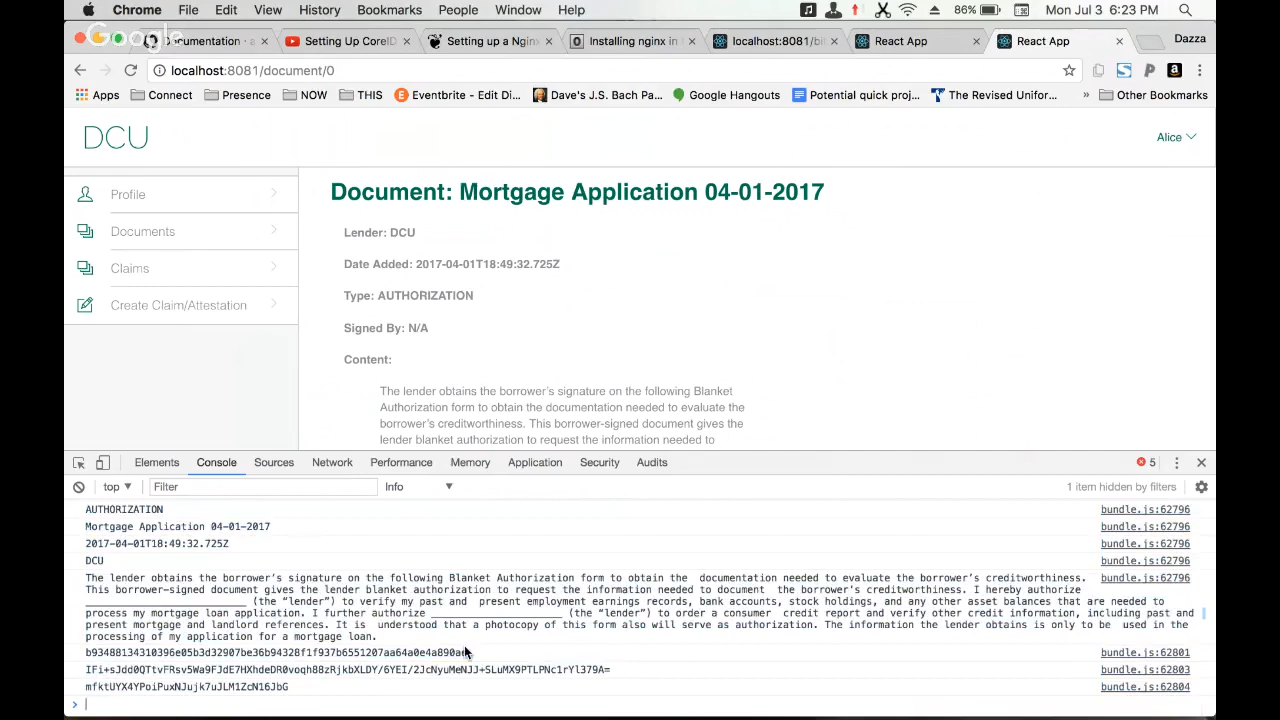 Chrome File Edit View History Bookmarks People Window Help 86% Mon Jul 3 6:23 PM
Google
Documentation - a Setting Up CoreID Setting up a Ngin Installing nginx in localhost:8081/bi React App React App Dazza
localhost:8081/document/0
Apps Connect Presence NOW THIS Eventbrite - Edit Di... Dave's J.S. Bach Pa... Google Hangouts Potential quick proj... The Revised Unifor... » Other Bookmarks
DCU
Alice
Profile
Documents
Claims
Create Claim/Attestation
Document: Mortgage Application 04-01-2017
Lender: DCU
Date Added: 2017-04-01T18:49:32.725Z
Type: AUTHORIZATION
Signed By: N/A
Content:
The lender obtains the borrower's signature on the following Blanket
Authorization form to obtain the documentation needed to evaluate the
borrower's creditworthiness. This borrower-signed document gives the
lender blanket authorization to request the information needed to
Elements Console Sources Network Performance Memory Application Security Audits 5
top Filter Info 1 item hidden by filters
AUTHORIZATION bundle.js:62796
Mortgage Application 04-01-2017 bundle.js:62796
2017-04-01T18:49:32.725Z bundle.js:62796
DCU bundle.js:62796
The lender obtains the borrower's signature on the following Blanket Authorization form to obtain the documentation needed to evaluate the borrower's creditworthiness. bundle.js:62796
This borrower-signed document gives the lender blanket authorization to request the information needed to document the borrower's creditworthiness. I hereby authorize
_______________________ (the "lender") to verify my past and present employment earnings records, bank accounts, stock holdings, and any other asset balances that are needed to
process my mortgage loan application. I further authorize _______________________ (the "lender") to order a consumer credit report and verify other credit information, including past and
present mortgage and landlord references. It is understood that a photocopy of this form also will serve as authorization. The information the lender obtains is only to be used in the
processing of my application for a mortgage loan.
bundle.js:62801
IFi+sJdd0QTtvFRsv5Wa9FJdE7HXhdeDR0voqh88zRjkbXLDY/6YEI/2JcNyuMeNJJ+SLuMX9PTLPNc1rYl379A= bundle.js:62803
mfktUYX4YPoiPuxNJujk7uJLM1ZcN16JbG bundle.js:62804
>